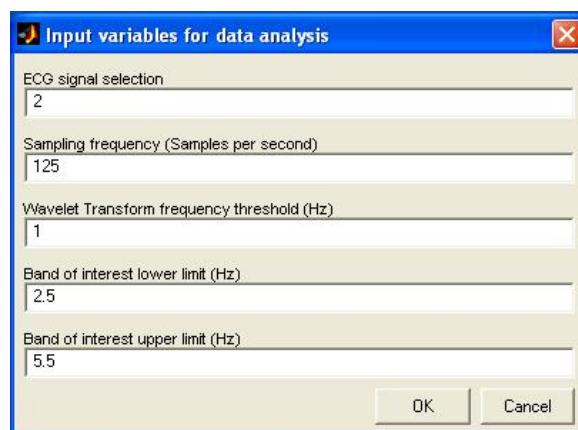 Input variables for data analysis
ECG signal selection
2
Sampling frequency (Samples per second)
125
Wavelet Transform frequency threshold (Hz)
1
Band of interest lower limit (Hz)
2.5
Band of interest upper limit (Hz)
5.5
OK Cancel